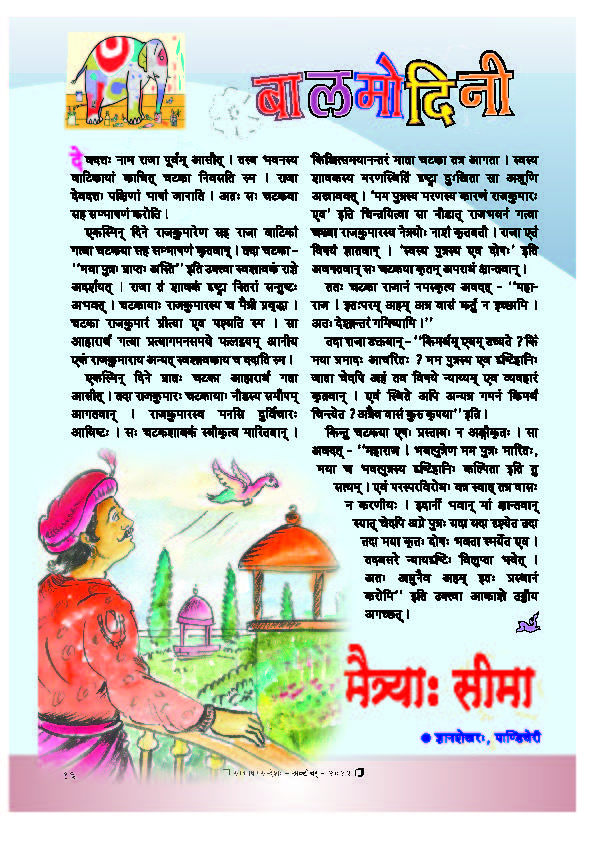 बालमोदिनी
देवदत्तः नाम राजा पूर्वम् आसीत् । तस्य भवनस्य
वाटिकायां काचित् चटका निवसति स्म । राजा
देवदत्तः पक्षिणां भाषां जानाति । अतः सः चटकया
सह सम्भाषणं करोति ।
एकस्मिन् दिने राजकुमारेण सह राजा वाटिकां
गत्वा चटकया सह सम्भाषणं कृतवान् । तदा चटका –
‘‘मया पुत्रः प्राप्तः अस्ति’’ इति उक्त्वा स्वशावकं राज्ञे
अदर्शयत् । राजा तं शावकं दृष्ट्वा नितरां सन्तुष्टः
अभवत् । चटकायाः राजकुमारस्य च मैत्री प्रवृद्धा ।
चटका राजकुमारं प्रीत्या एव पश्यति स्म । सा
आहारार्थं गत्वा प्रत्यागमनसमये फलद्वयम् आनीय
एकं राजकुमाराय अन्यत् स्वशावकाय च ददाति स्म ।
एकस्मिन् दिने प्रातः चटका आहारार्थं गता
आसीत् । तदा राजकुमारः चटकायाः नीडस्य समीपम्
आगतवान् । राजकुमारस्य मनसि दुर्विचारः
आविष्टः । सः चटकशावकं स्वीकृत्य मारितवान् ।
किञ्चित्समयानन्तरं माता चटका तत्र आगता । स्वस्य
शावकस्य मरणस्थितिं दृष्ट्वा दुःखिता सा अश्रूणि
अस्रावयत् । ‘मम पुत्रस्य मरणस्य कारणं राजकुमारः
एव’ इति चिन्तयित्वा सा नीडात् राजभवनं गत्वा
चञ्च्वा राजकुमारस्य नेत्रयोः नाशं कृतवती । राजा एतं
विषयं ज्ञातवान् । ‘स्वस्य पुत्रस्य एव दोषः’ इति
अवगतवान् सः चटकया कृतम् अपराधं क्षान्तवान् ।
ततः चटका राजानं नमस्कृत्य अवदत् – ‘‘महा-
राज ! इतःपरम् अहम् अत्र वासं कर्तुं न इच्छामि ।
अतः देशान्तरं गमिष्यामि ।’’
तदा राजा उक्तवान् – ‘‘किमर्थम् एवम् उच्यते ? किं
मया प्रमादः आचरितः ? मम पुत्रस्य एव दृष्टिहानिः
जाता चेदपि अहं तव विषये न्याय्यम् एव व्यवहारं
कृतवान् । एवं स्थिते अपि अन्यत्र गमनं किमर्थं
चिन्त्यते ? अत्रैव वासं कुरु कृपया’’ इति ।
किन्तु चटकया एषः प्रस्तावः न अङ्गीकृतः । सा
अवदत् – ‘‘महाराज ! भवत्पुत्रेण मम पुत्रः मारितः,
मया च भवत्पुत्रस्य दृष्टिहानिः कल्पिता इति तु
सत्यम् । एवं परस्परविरोधः यत्र स्यात् तत्र वासः
न करणीयः । इदानीं भवान् मां क्षान्तवान्
स्यात् चेदपि अग्रे पुत्रः यदा यदा दृश्येत तदा
तदा मया कृतः दोषः भवता स्मर्येत एव ।
तदवसरे न्यायदृष्टिः विलुप्ता भवेत् ।
अतः अधुनैव अहम् इतः प्रस्थानं
करोमि’’ इति उक्त्वा आकाशे उड्डीय
अगच्छत् ।
मैत्र्याः सीमा
● ज्ञानशेखरः, पाण्डिचेरी